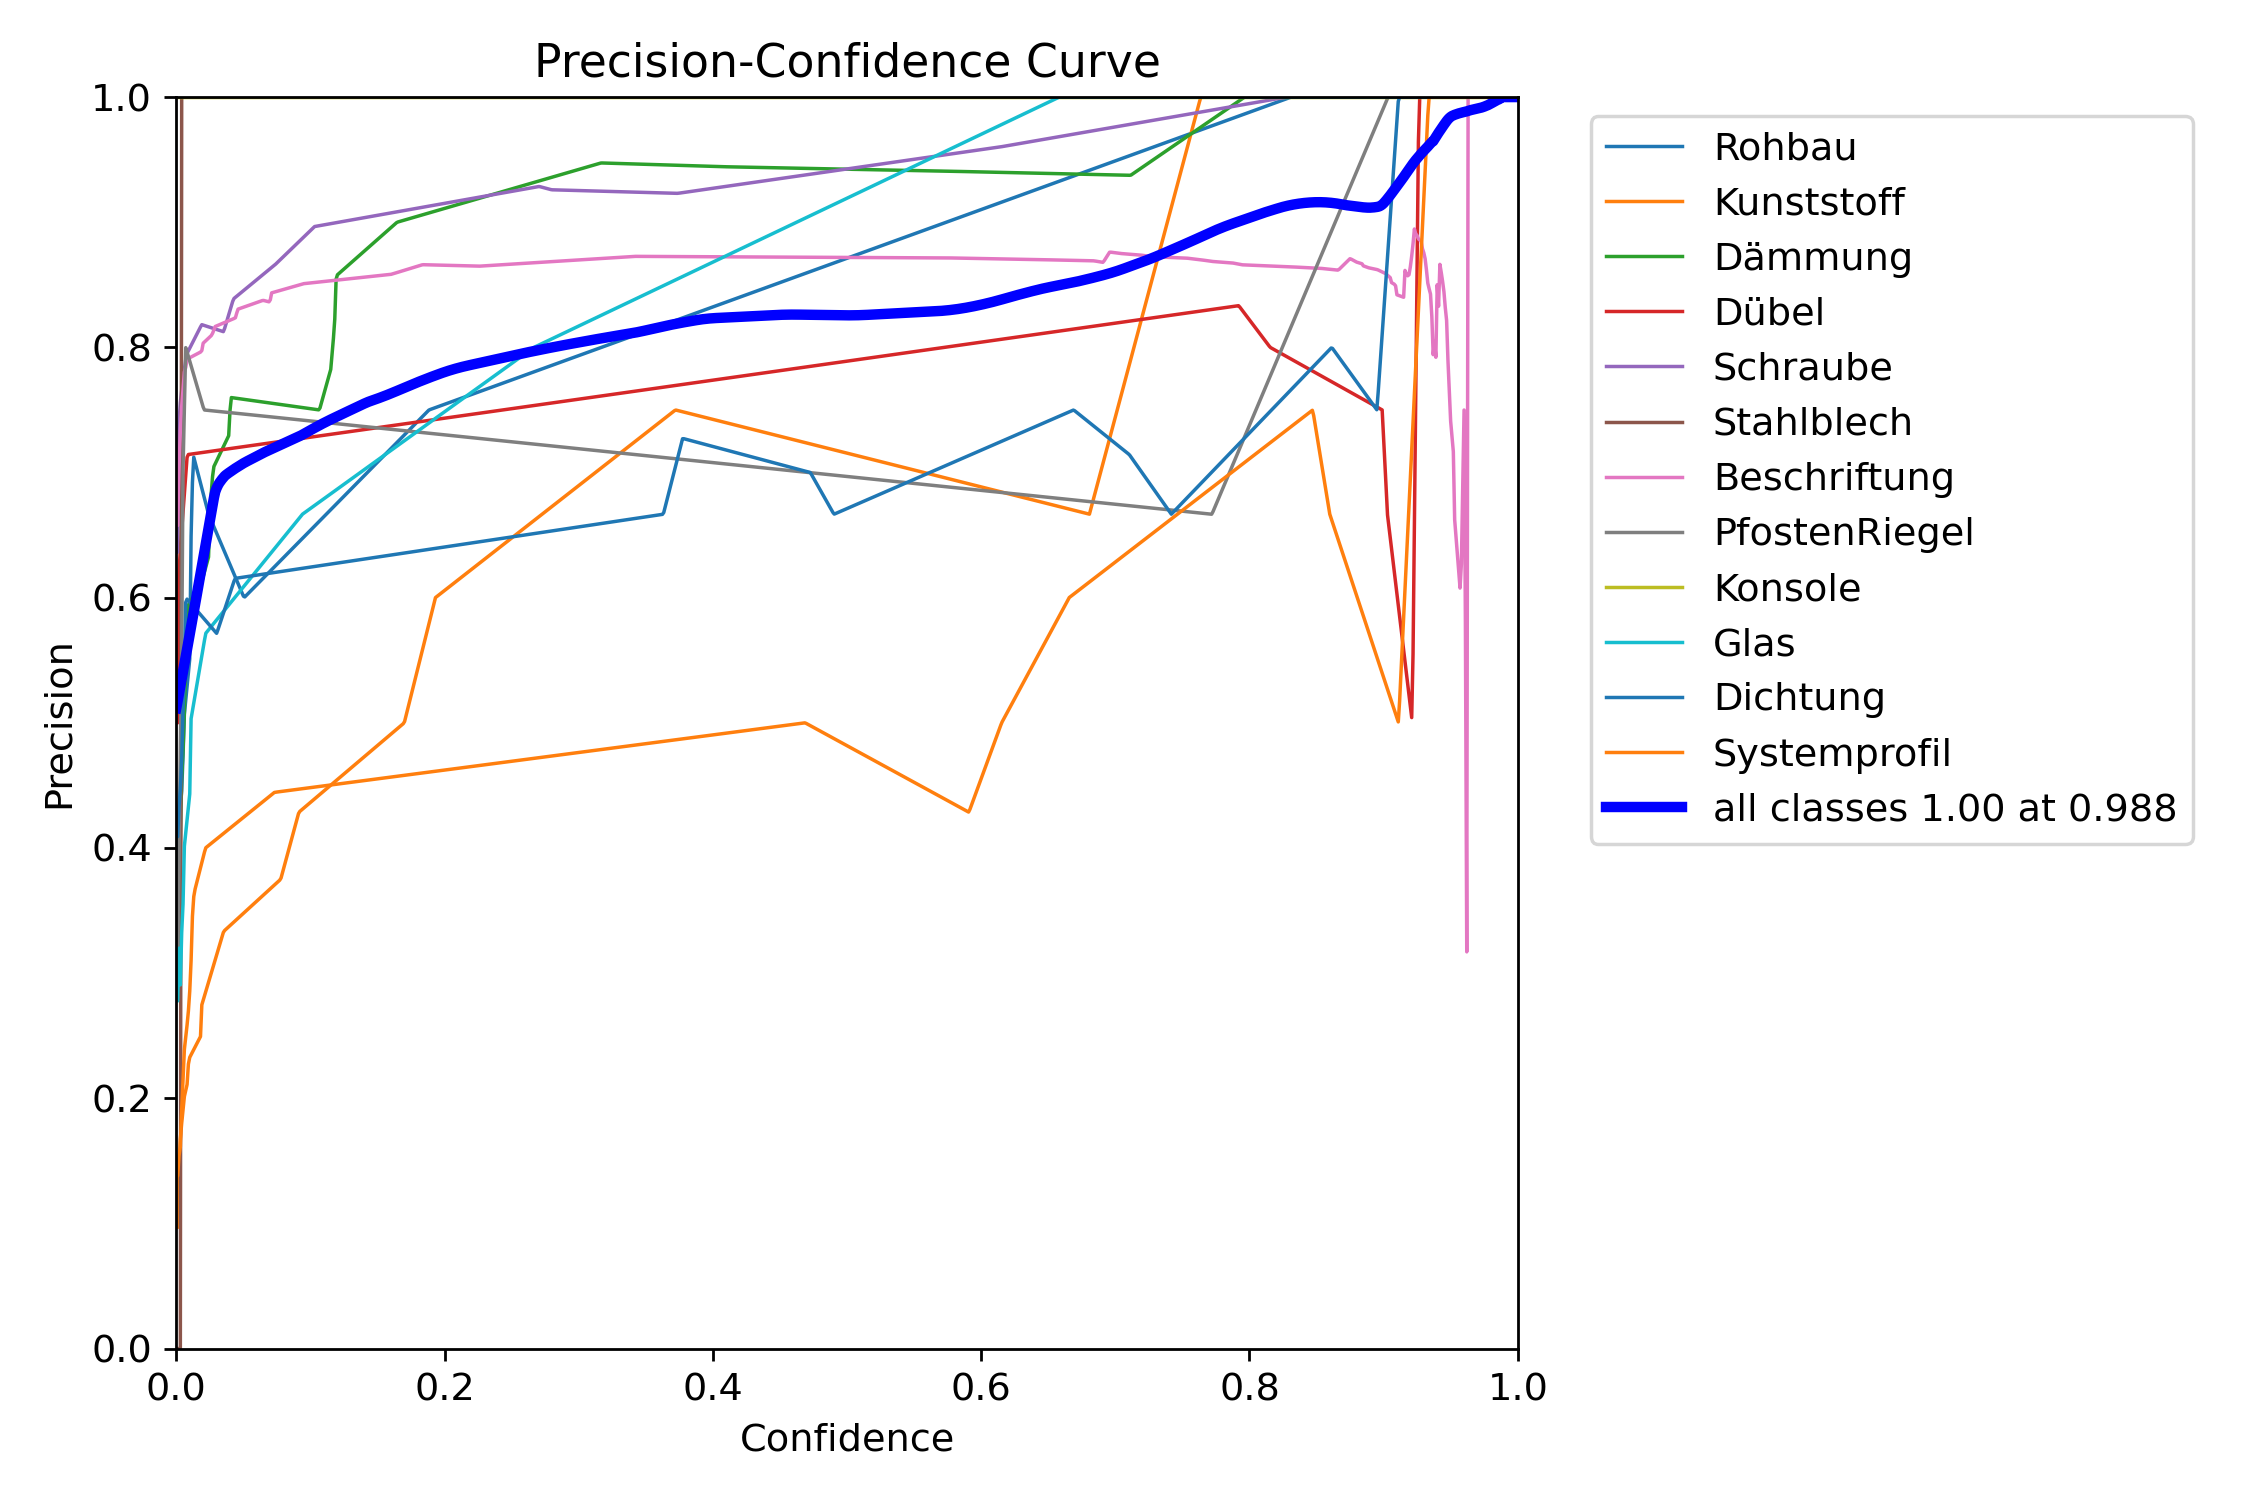 Precision-Confidence Curve
1.0
0.8
0.6
0.4
0.2
0.0
Precision
0.0 0.2 0.4 0.6 0.8 1.0
Confidence
Rohbau
Kunststoff
Dämmung
Dübel
Schraube
Stahlblech
Beschriftung
PfostenRiegel
Konsole
Glas
Dichtung
Systemprofil
all classes 1.00 at 0.988